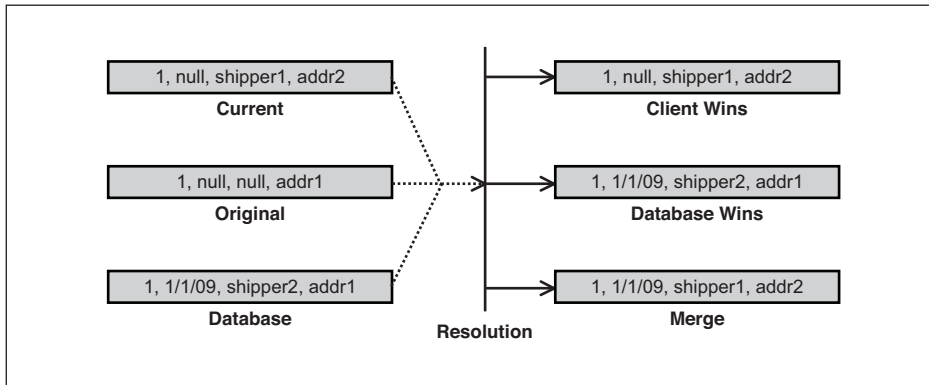 1, null, shipper1, addr2
Current
1, null, null, addr1
Original
1, 1/1/09, shipper2, addr1
Database
Resolution
1, null, shipper1, addr2
Client Wins
1, 1/1/09, shipper2, addr1
Database Wins
1, 1/1/09, shipper1, addr2
Merge